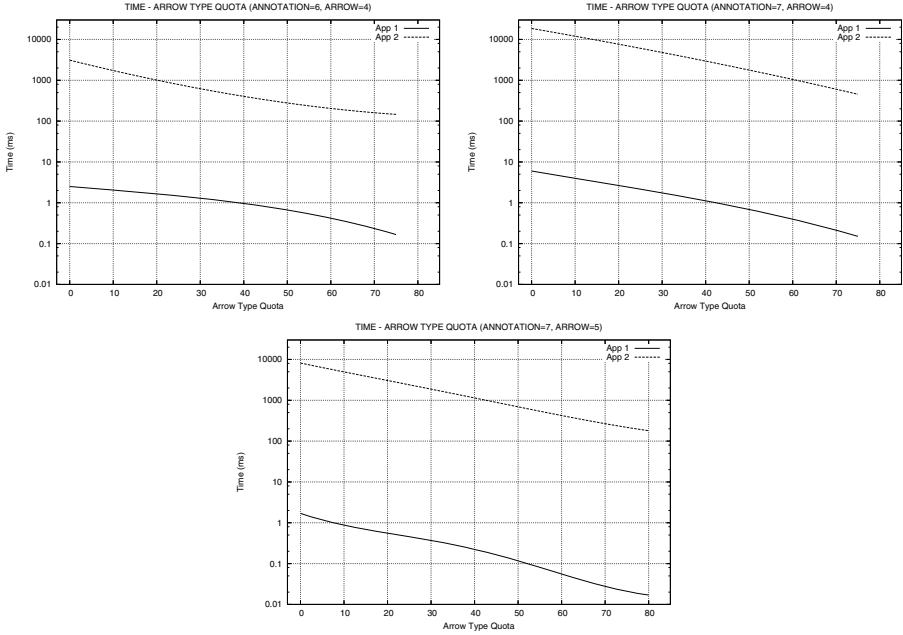 TIME - ARROW TYPE QUOTA (ANNOTATION=6, ARROW=4)
App 1
App 2
10000
1000
100
10
1
0.1
0.01
Time (ms)
0 10 20 30 40 50 60 70 80
Arrow Type Quota
TIME - ARROW TYPE QUOTA (ANNOTATION=7, ARROW=4)
App 1
App 2
10000
1000
100
10
1
0.1
0.01
Time (ms)
0 10 20 30 40 50 60 70 80
Arrow Type Quota
TIME - ARROW TYPE QUOTA (ANNOTATION=7, ARROW=5)
App 1
App 2
10000
1000
100
10
1
0.1
0.01
Time (ms)
0 10 20 30 40 50 60 70 80
Arrow Type Quota